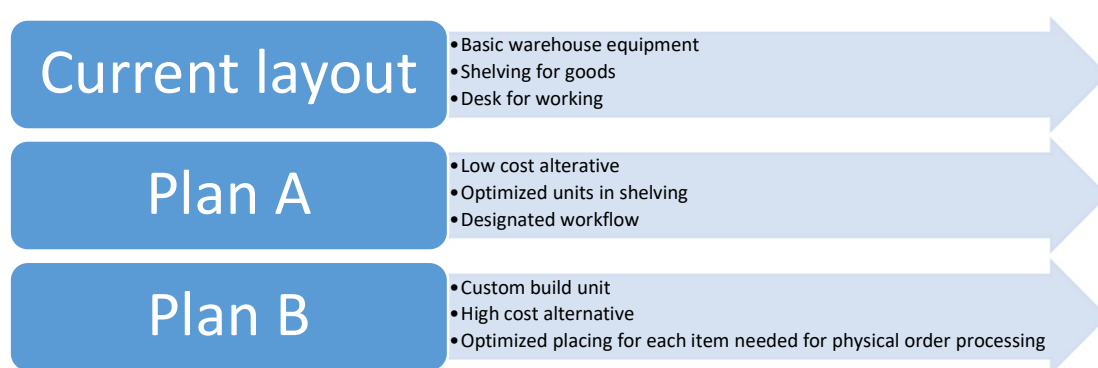 Current layout
•Basic warehouse equipment
•Shelving for goods
•Desk for working
Plan A
•Low cost alterative
•Optimized units in shelving
•Designated workflow
Plan B
•Custom build unit
•High cost alternative
•Optimized placing for each item needed for physical order processing